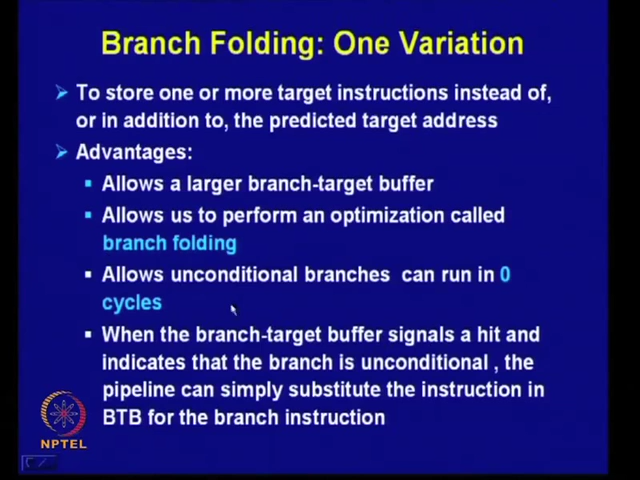 Branch Folding: One Variation
To store one or more target instructions instead of,
or in addition to, the predicted target address
Advantages:
Allows a larger branch-target buffer
Allows us to perform an optimization called
branch folding
Allows unconditional branches can run in 0
cycles
When the branch-target buffer signals a hit and
indicates that the branch is unconditional , the
pipeline can simply substitute the instruction in
BTB for the branch instruction
NPTEL